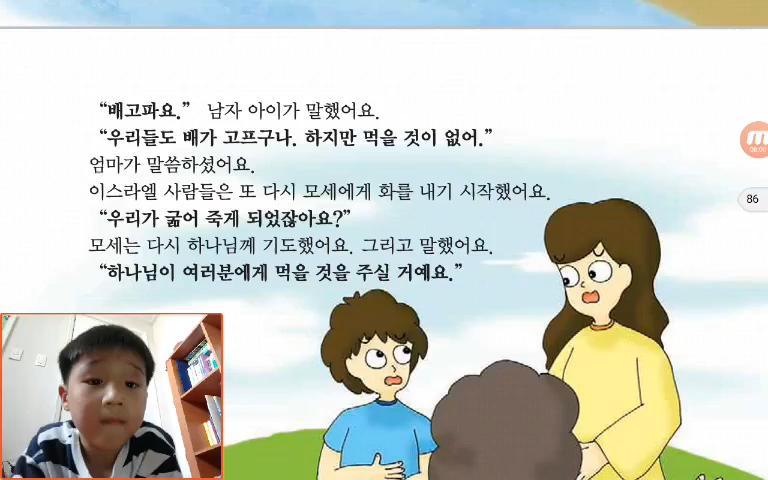 “배고파요.” 남자 아이가 말했어요.
“우리들도 배가 고프구나. 하지만 먹을 것이 없어.”
엄마가 말씀하셨어요.
이스라엘 사람들은 또 다시 모세에게 화를 내기 시작했어요.
“우리가 굶어 죽게 되었잖아요?”
모세는 다시 하나님께 기도했어요. 그리고 말했어요.
“하나님이 여러분에게 먹을 것을 주실 거예요.”
86